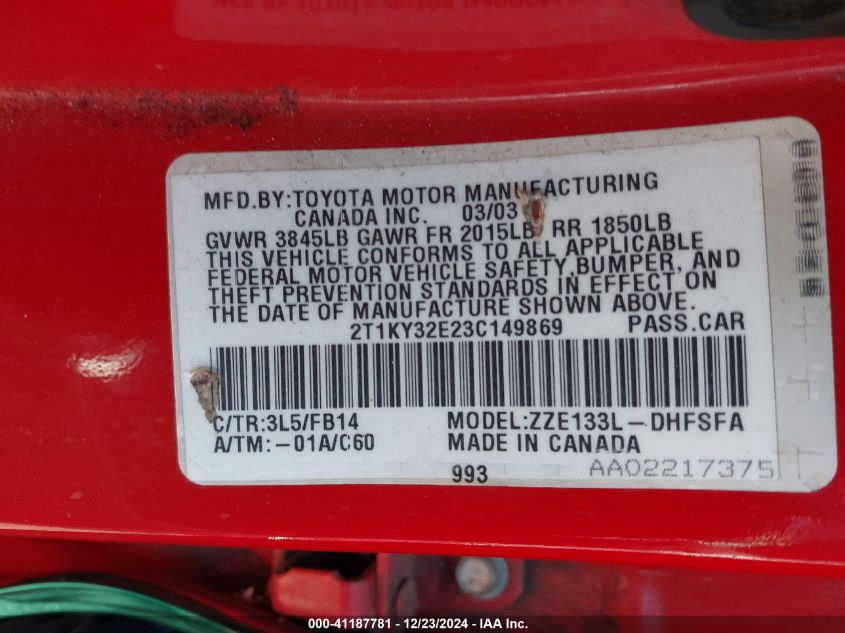 MFD.BY:TOYOTA MOTOR MANUFACTURING
CANADA INC. 03/03
GVWR 3845LB GAWR FR 2015LB RR 1850LB
THIS VEHICLE CONFORMS TO ALL APPLICABLE
FEDERAL MOTOR VEHICLE SAFETY,BUMPER, AND
THEFT PREVENTION STANDARDS IN EFFECT ON
THE DATE OF MANUFACTURE SHOWN ABOVE.
2T1KY32E23C149869 PASS.CAR
C/TR:3L5/FB14 MODEL:ZZE133L-DHFSFA
A/TM:-01A/C60 MADE IN CANADA
993 AA02217375
000-41187781 - 12/23/2024 - IAA Inc.